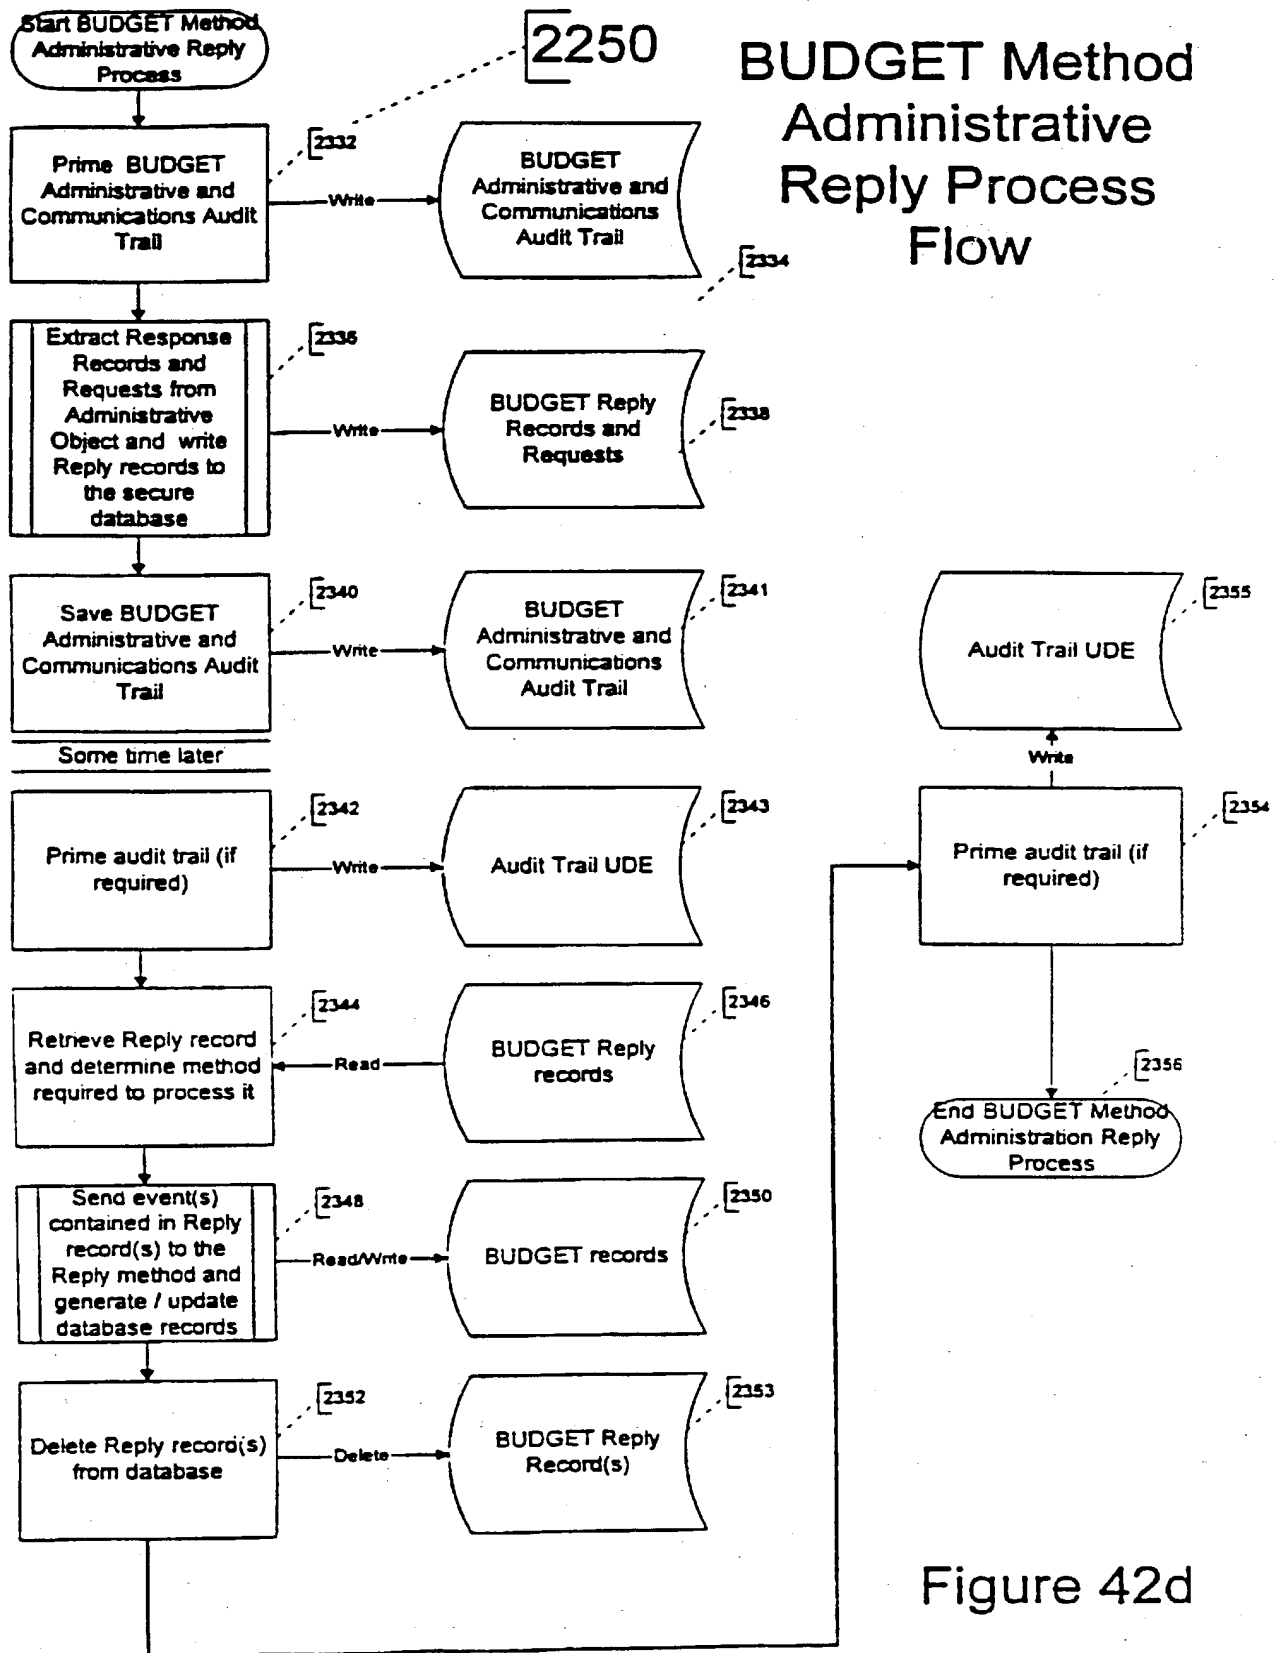 Start BUDGET Method
Administrative Reply
Process
2250
BUDGET Method
Administrative
Reply Process
Flow
Prime BUDGET
Administrative and
Communications Audit
Trail
2332
Write
BUDGET
Administrative and
Communications
Audit Trail
2334
Extract Response
Records and
Requests from
Administrative
Object and write
Reply records to
the secure
database
2336
Write
BUDGET Reply
Records and
Requests
2338
Save BUDGET
Administrative and
Communications Audit
Trail
2340
Write
BUDGET
Administrative and
Communications
Audit Trail
2341
Some time later
Prime audit trail (if
required)
2342
Write
Audit Trail UDE
2343
Retrieve Reply record
and determine method
required to process it
2344
Read
BUDGET Reply
records
2346
Send event(s)
contained in Reply
record(s) to the
Reply method and
generate / update
database records
2348
Read/Write
BUDGET records
2350
Delete Reply record(s)
from database
2352
Delete
BUDGET Reply
Record(s)
2353
Audit Trail UDE
2355
Write
Prime audit trail (if
required)
2354
2356
End BUDGET Method
Administration Reply
Process
Figure 42d